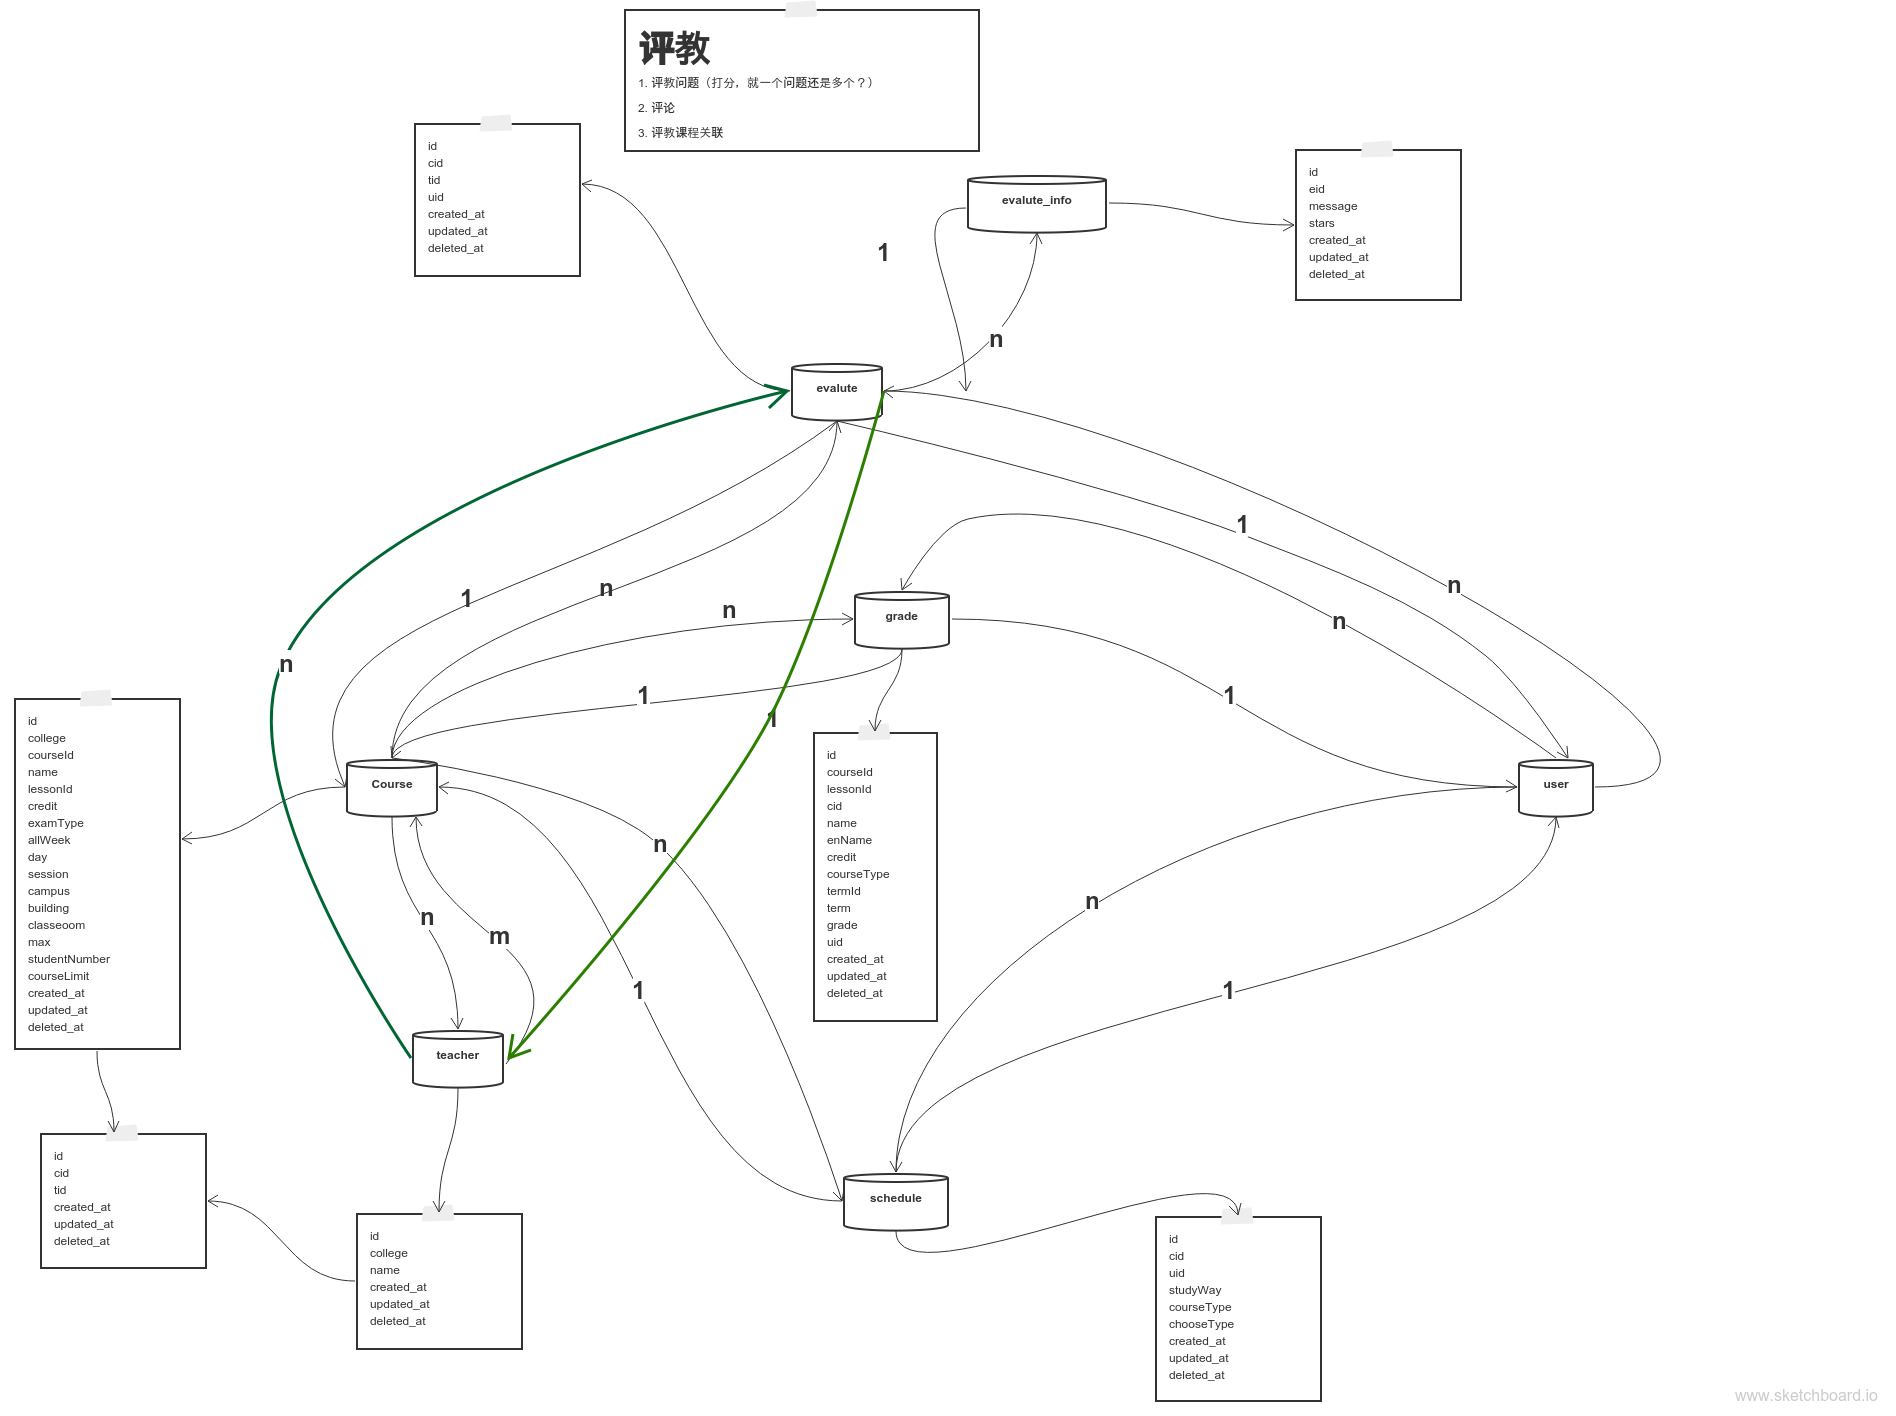 评教
1. 评教问题（打分，就一个问题还是多个？）
2. 评论
3. 评教课程关联
id
cid
tid
uid
created_at
updated_at
deleted_at
evalute_info
id
eid
message
stars
created_at
updated_at
deleted_at
1
n
evalute
1
n
1
n
n
grade
n
n
1
1
1
n
id
college
courseId
name
lessonId
credit
examType
allWeek
day
session
campus
building
classeoom
max
studentNumber
courseLimit
created_at
updated_at
deleted_at
Course
user
id
courseId
lessonId
cid
name
enName
credit
courseType
termId
term
grade
uid
created_at
updated_at
deleted_at
n
n
m
n
1
1
teacher
id
cid
tid
created_at
updated_at
deleted_at
id
college
name
created_at
updated_at
deleted_at
schedule
id
cid
uid
studyWay
courseType
chooseType
created_at
updated_at
deleted_at
www.sketchboard.io